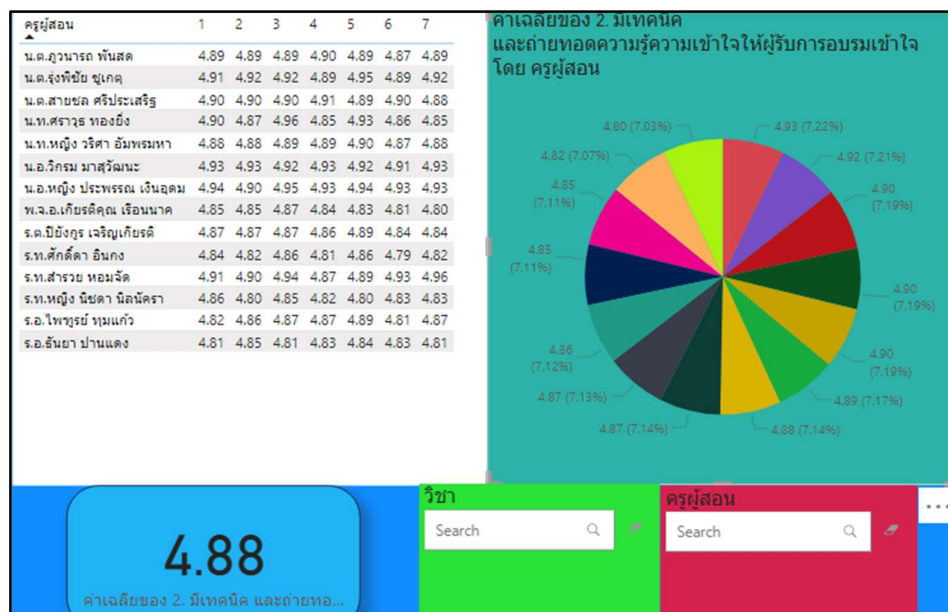 ครูผู้สอน 1 2 3 4 5 6 7
น.ต.ภูวนารถ พันสด 4.89 4.89 4.89 4.90 4.89 4.87 4.89
น.ต.รุ่งพิชัย ชูเกตุ 4.91 4.92 4.92 4.89 4.95 4.89 4.92
น.ต.สายชล ศรีประเสริฐ 4.90 4.90 4.90 4.91 4.89 4.90 4.88
น.ท.ศราวุธ ทองยิ่ง 4.90 4.87 4.96 4.85 4.93 4.86 4.85
น.ท.หญิง วริศา อัมพรมหา 4.88 4.88 4.89 4.89 4.90 4.87 4.88
น.อ.วิกรม มาสุวัฒนะ 4.93 4.93 4.92 4.93 4.92 4.91 4.93
น.อ.หญิง ประพรรณ เงินอุดม 4.94 4.90 4.95 4.93 4.94 4.93 4.93
พ.จ.อ.เกียรติคุณ เรือนนาค 4.85 4.85 4.87 4.84 4.83 4.81 4.80
ร.ต.ปิยังกูร เจริญเกียรติ 4.87 4.87 4.87 4.86 4.89 4.84 4.84
ร.ท.ศักดิ์ดา อินกง 4.84 4.82 4.86 4.81 4.86 4.79 4.82
ร.ท.สำรวย หอมจัด 4.91 4.90 4.94 4.87 4.89 4.93 4.96
ร.ท.หญิง นิชดา นิลนัครา 4.86 4.80 4.85 4.82 4.80 4.83 4.83
ร.อ.ไพฑูรย์ ทุมแก้ว 4.82 4.86 4.87 4.87 4.89 4.81 4.87
ร.อ.ธันยา ปานแดง 4.81 4.85 4.81 4.83 4.84 4.83 4.81
ค่าเฉลี่ยของ 2. มีเทคนิค
และถ่ายทอดความรู้ความเข้าใจให้ผู้รับการอบรมเข้าใจ
โดย ครูผู้สอน
4.80 (7.03%)
4.93 (7.22%)
4.82 (7.07%)
4.92 (7.21%)
4.85
(7.11%)
4.90
(7.19%)
4.85
(7.11%)
4.90
(7.19%)
4.86
(7.12%)
4.90
(7.19%)
4.87 (7.13%)
4.89 (7.17%)
4.87 (7.14%)
4.88 (7.14%)
4.88
ค่าเฉลี่ยของ 2. มีเทคนิค และถ่ายทอ...
วิชา
Search
ครูผู้สอน
Search